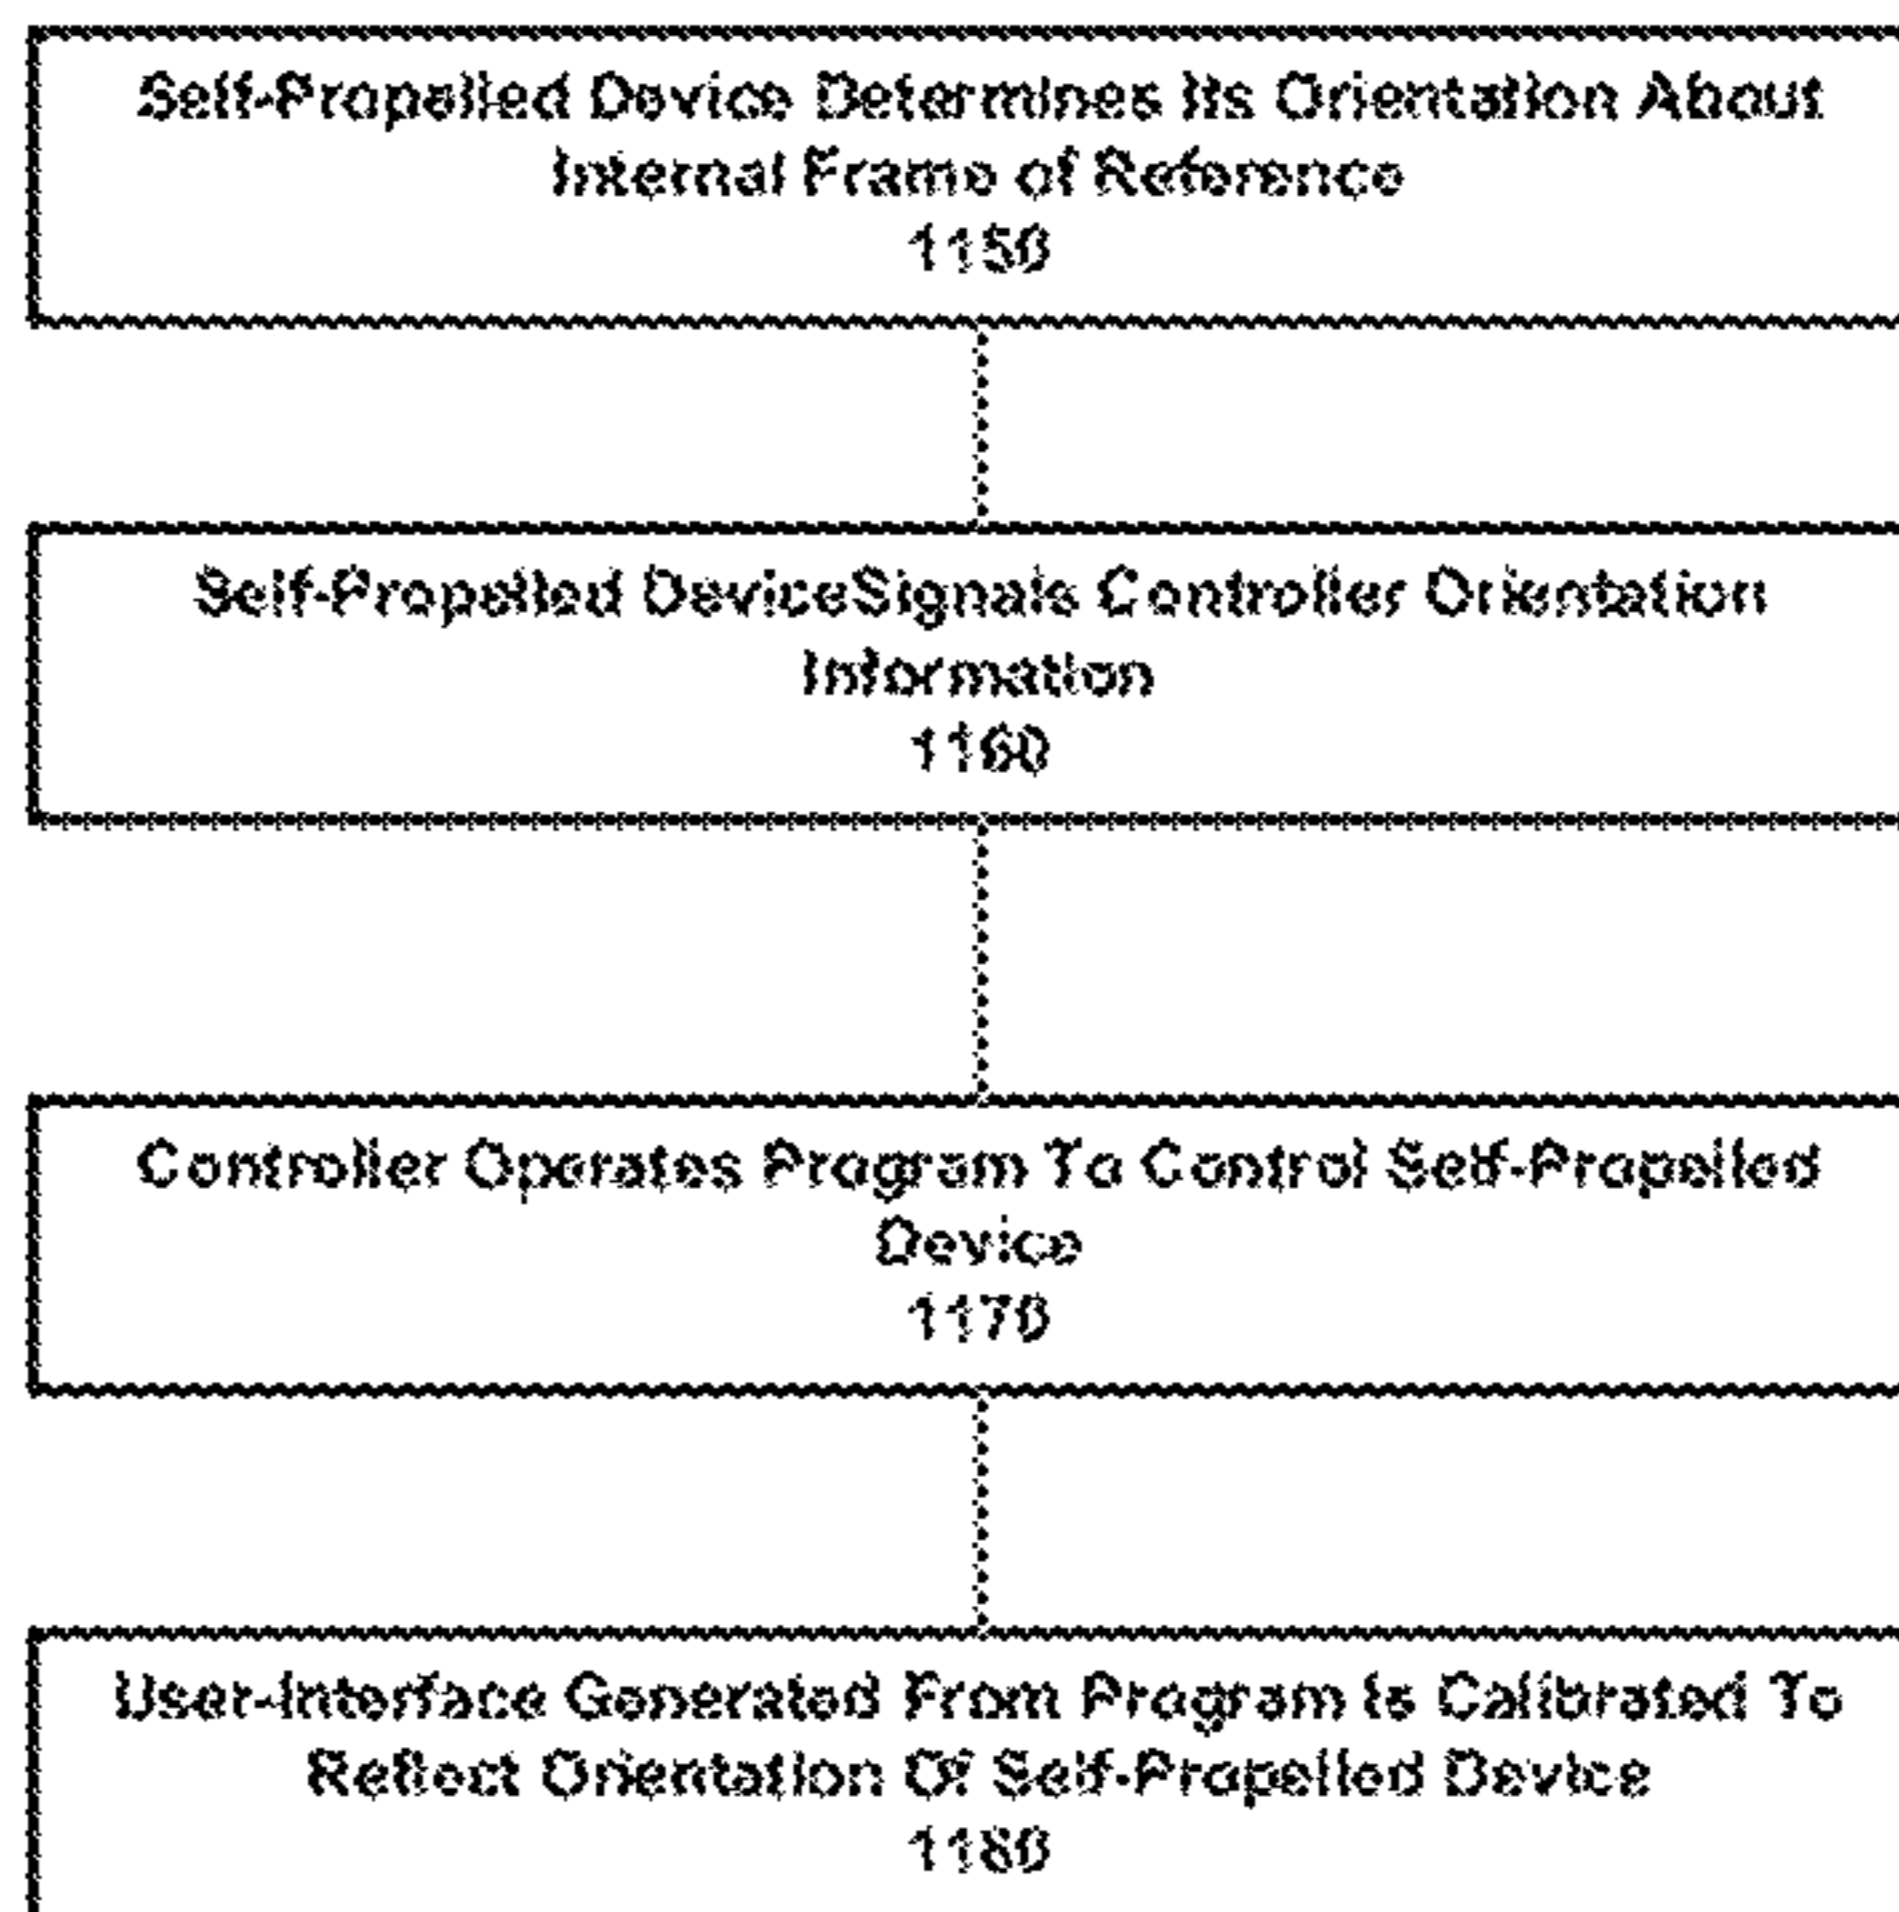 Self-Propelled Device Determines Its Orientation About
Internal Frame of Reference
1150
Self-Propelled DeviceSignals Controller Orientation
Information
1160
Controller Operates Program To Control Self-Propelled
Device
1170
User-Interface Generated From Program Is Calibrated To
Reflect Orientation Of Self-Propelled Device
1180